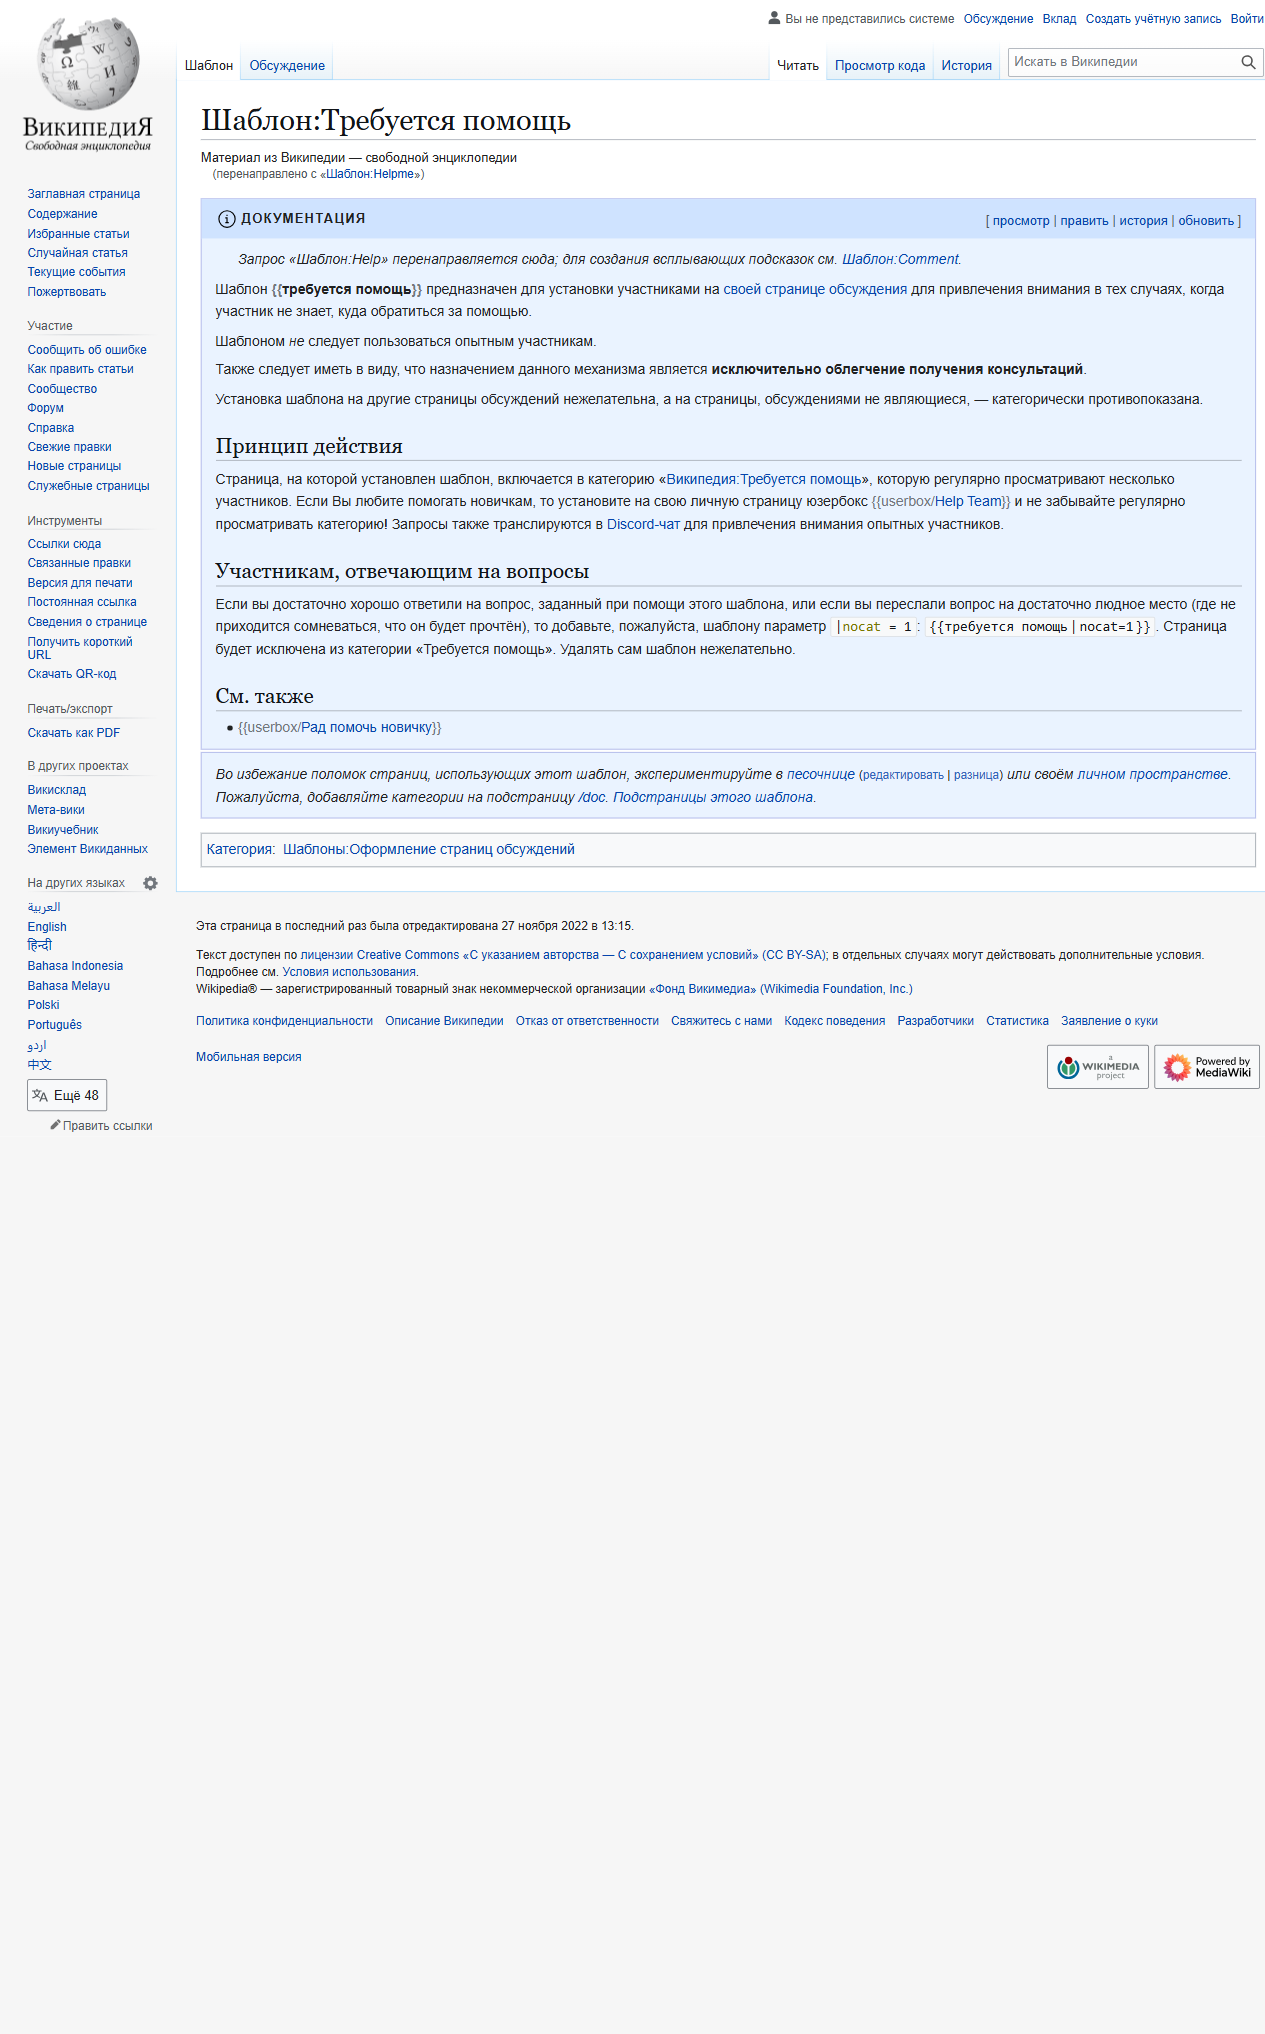 Вы не представились системе Обсуждение Вклад Создать учётную запись Войти
Шаблон Обсуждение Читать Просмотр кода История Искать в Википедии
ВикипедиЯ
Свободная энциклопедия
Заглавная страница
Содержание
Избранные статьи
Случайная статья
Текущие события
Пожертвовать
Участие
Сообщить об ошибке
Как править статьи
Сообщество
Форум
Справка
Свежие правки
Новые страницы
Служебные страницы
Инструменты
Ссылки сюда
Связанные правки
Версия для печати
Постоянная ссылка
Сведения о странице
Получить короткий
URL
Скачать QR-код
Печать/экспорт
Скачать как PDF
В других проектах
Викисклад
Мета-вики
Викиучебник
Элемент Викиданных
На других языках
العربية
English
हिन्दी
Bahasa Indonesia
Bahasa Melayu
Polski
Português
اردو
中文
Ещё 48
Править ссылки
Шаблон:Требуется помощь
Материал из Википедии — свободной энциклопедии
(перенаправлено с «Шаблон:Helpme»)
ДОКУМЕНТАЦИЯ [ просмотр | править | история | обновить ]
Запрос «Шаблон:Help» перенаправляется сюда; для создания всплывающих подсказок см. Шаблон:Comment.
Шаблон {{требуется помощь}} предназначен для установки участниками на своей странице обсуждения для привлечения внимания в тех случаях, когда
участник не знает, куда обратиться за помощью.
Шаблоном не следует пользоваться опытным участникам.
Также следует иметь в виду, что назначением данного механизма является исключительно облегчение получения консультаций.
Установка шаблона на другие страницы обсуждений нежелательна, а на страницы, обсуждениями не являющиеся, — категорически противопоказана.
Принцип действия
Страница, на которой установлен шаблон, включается в категорию «Википедия:Требуется помощь», которую регулярно просматривают несколько
участников. Если Вы любите помогать новичкам, то установите на свою личную страницу юзербокс {{userbox/Help Team}} и не забывайте регулярно
просматривать категорию! Запросы также транслируются в Discord-чат для привлечения внимания опытных участников.
Участникам, отвечающим на вопросы
Если вы достаточно хорошо ответили на вопрос, заданный при помощи этого шаблона, или если вы переслали вопрос на достаточно людное место (где не
приходится сомневаться, что он будет прочтён), то добавьте, пожалуйста, шаблону параметр |nocat = 1 : {{требуется помощь|nocat=1}}. Страница
будет исключена из категории «Требуется помощь». Удалять сам шаблон нежелательно.
См. также
• {{userbox/Рад помочь новичку}}
Во избежание поломок страниц, использующих этот шаблон, экспериментируйте в песочнице (редактировать | разница) или своём личном пространстве.
Пожалуйста, добавляйте категории на подстраницу /doc. Подстраницы этого шаблона.
Категория: Шаблоны:Оформление страниц обсуждений
Эта страница в последний раз была отредактирована 27 ноября 2022 в 13:15.
Текст доступен по лицензии Creative Commons «С указанием авторства — С сохранением условий» (CC BY-SA); в отдельных случаях могут действовать дополнительные условия.
Подробнее см. Условия использования.
Wikipedia® — зарегистрированный товарный знак некоммерческой организации «Фонд Викимедиа» (Wikimedia Foundation, Inc.)
Политика конфиденциальности Описание Википедии Отказ от ответственности Свяжитесь с нами Кодекс поведения Разработчики Статистика Заявление о куки
Мобильная версия
a
WIKIMEDIA
project
Powered by
MediaWiki